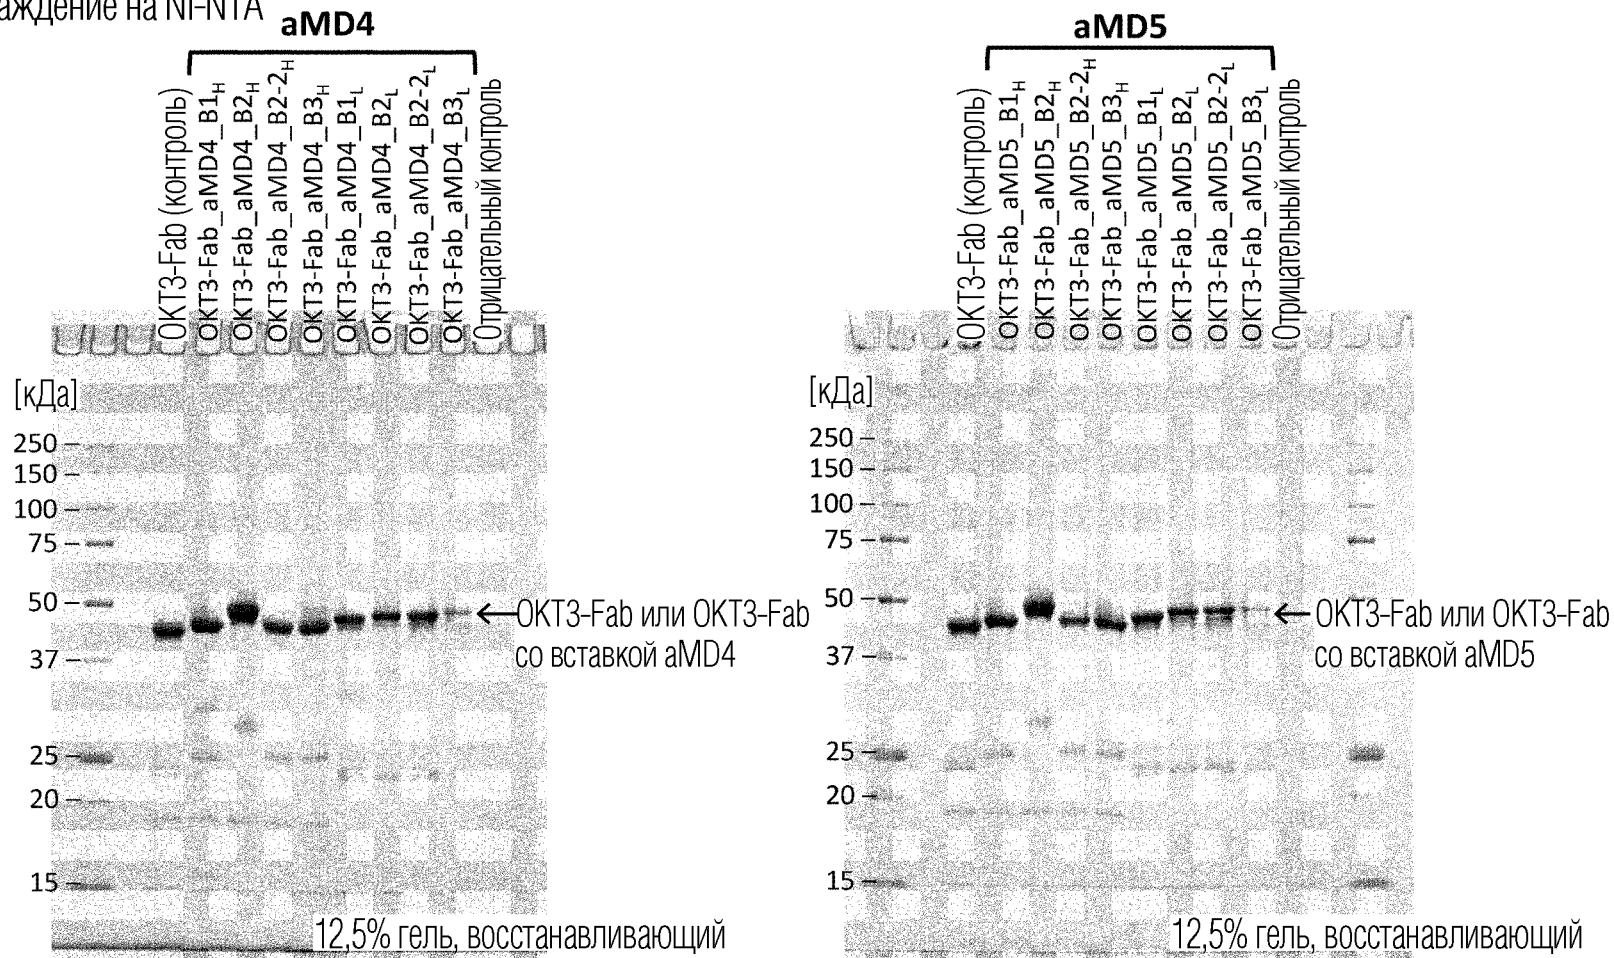 на Ni-NTA
aMD4
OKT3-Fab (контроль)
OKT3-Fab_aMD4_B1H
OKT3-Fab_aMD4_B2H
OKT3-Fab_aMD4_B2-2H
OKT3-Fab_aMD4_B3H
OKT3-Fab_aMD4_B1L
OKT3-Fab_aMD4_B2L
OKT3-Fab_aMD4_B2-2L
OKT3-Fab_aMD4_B3L
Отрицательный контроль
[кДа]
250
150
100
75
50
37
25
20
15
OKT3-Fab или OKT3-Fab
со вставкой aMD4
12,5% гель, восстанавливающий
aMD5
OKT3-Fab (контроль)
OKT3-Fab_aMD5_B1H
OKT3-Fab_aMD5_B2H
OKT3-Fab_aMD5_B2-2H
OKT3-Fab_aMD5_B3H
OKT3-Fab_aMD5_B1L
OKT3-Fab_aMD5_B2L
OKT3-Fab_aMD5_B2-2L
OKT3-Fab_aMD5_B3L
Отрицательный контроль
[кДа]
250
150
100
75
50
37
25
20
15
OKT3-Fab или OKT3-Fab
со вставкой aMD5
12,5% гель, восстанавливающий